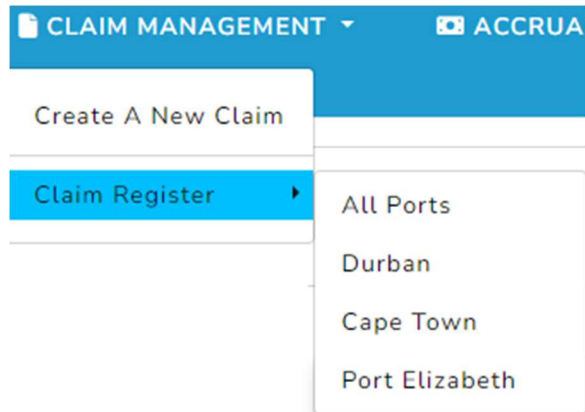 CLAIM MANAGEMENT ACCRUA
Create A New Claim
Claim Register
All Ports
Durban
Cape Town
Port Elizabeth